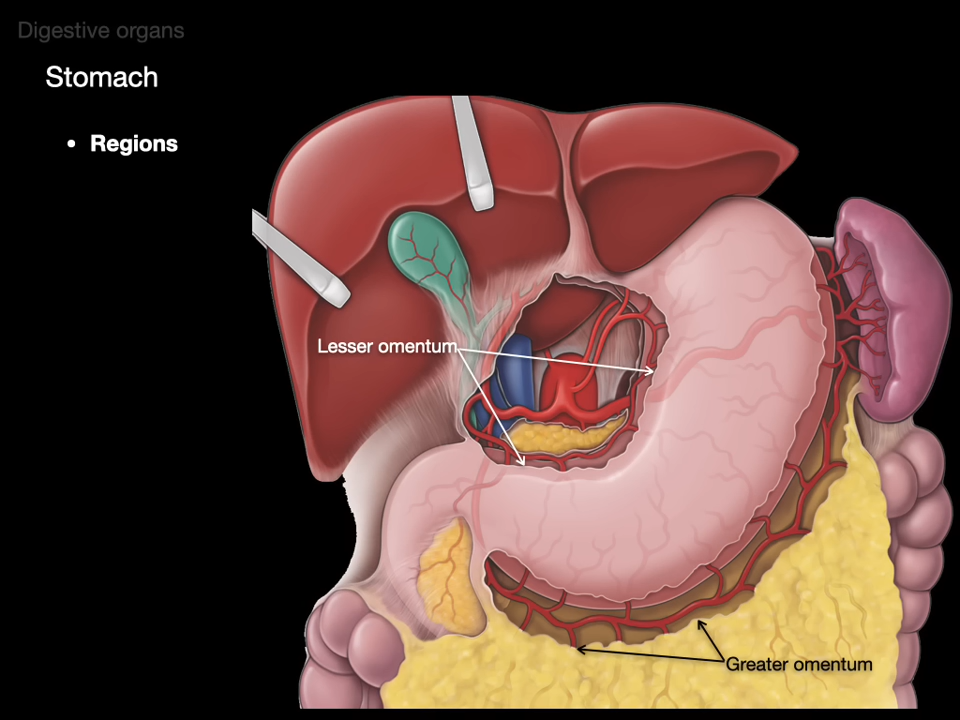 Digestive organs
Stomach
• Regions
Lesser omentum
Greater omentum